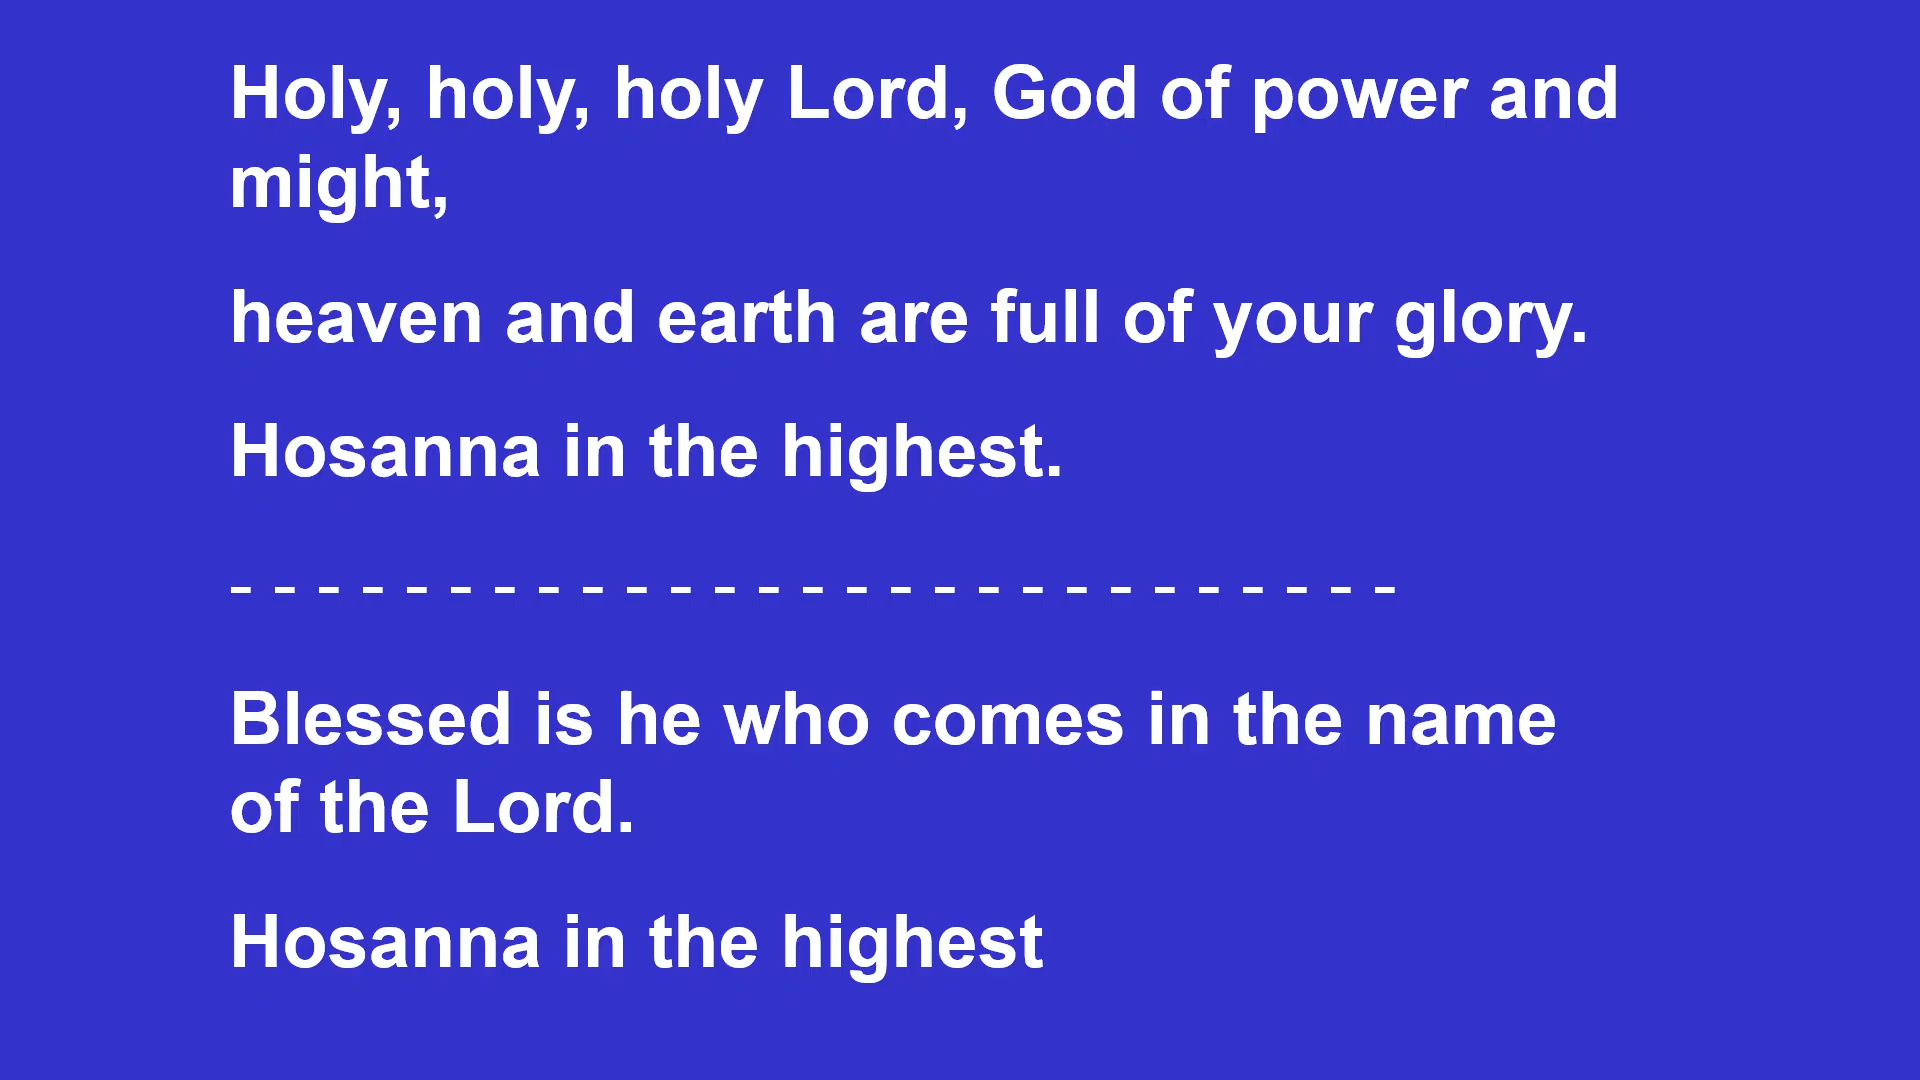 Holy, holy, holy Lord, God of power and
might,
heaven and earth are full of your glory.
Hosanna in the highest.
- - - - - - - - - - - - - - - - - - - - - - - - - - -
Blessed is he who comes in the name
of the Lord.
Hosanna in the highest